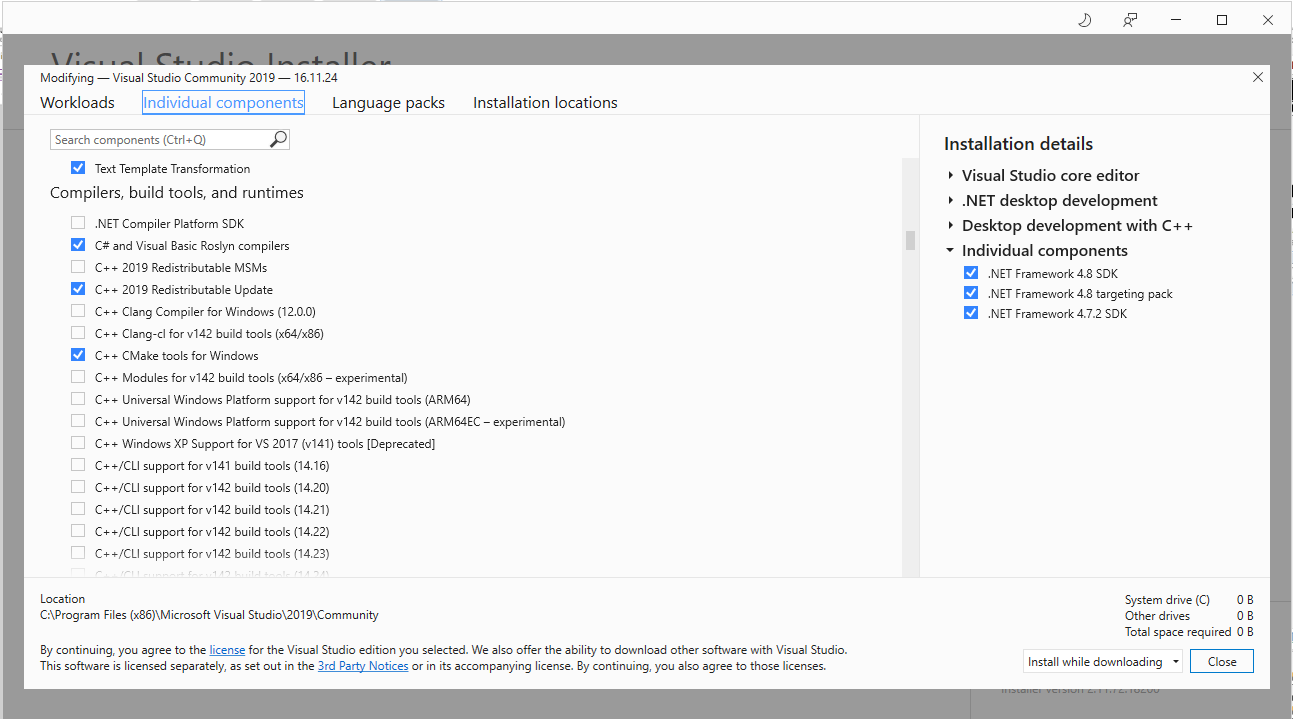 Visual Studio Installer
Modifying — Visual Studio Community 2019 — 16.11.24
Workloads
Individual components
Language packs
Installation locations
Search components (Ctrl+Q)
Text Template Transformation
Compilers, build tools, and runtimes
.NET Compiler Platform SDK
C# and Visual Basic Roslyn compilers
C++ 2019 Redistributable MSMs
C++ 2019 Redistributable Update
C++ Clang Compiler for Windows (12.0.0)
C++ Clang-cl for v142 build tools (x64/x86)
C++ CMake tools for Windows
C++ Modules for v142 build tools (x64/x86 – experimental)
C++ Universal Windows Platform support for v142 build tools (ARM64)
C++ Universal Windows Platform support for v142 build tools (ARM64EC – experimental)
C++ Windows XP Support for VS 2017 (v141) tools [Deprecated]
C++/CLI support for v141 build tools (14.16)
C++/CLI support for v142 build tools (14.20)
C++/CLI support for v142 build tools (14.21)
C++/CLI support for v142 build tools (14.22)
C++/CLI support for v142 build tools (14.23)
C++/CLI support for v142 build tools (14.24)
Installation details
Visual Studio core editor
.NET desktop development
Desktop development with C++
Individual components
.NET Framework 4.8 SDK
.NET Framework 4.8 targeting pack
.NET Framework 4.7.2 SDK
Location
C:\Program Files (x86)\Microsoft Visual Studio\2019\Community
By continuing, you agree to the license for the Visual Studio edition you selected. We also offer the ability to download other software with Visual Studio.
This software is licensed separately, as set out in the 3rd Party Notices or in its accompanying license. By continuing, you also agree to those licenses.
System drive (C) 0 B
Other drives 0 B
Total space required 0 B
Install while downloading
Close
Installer version